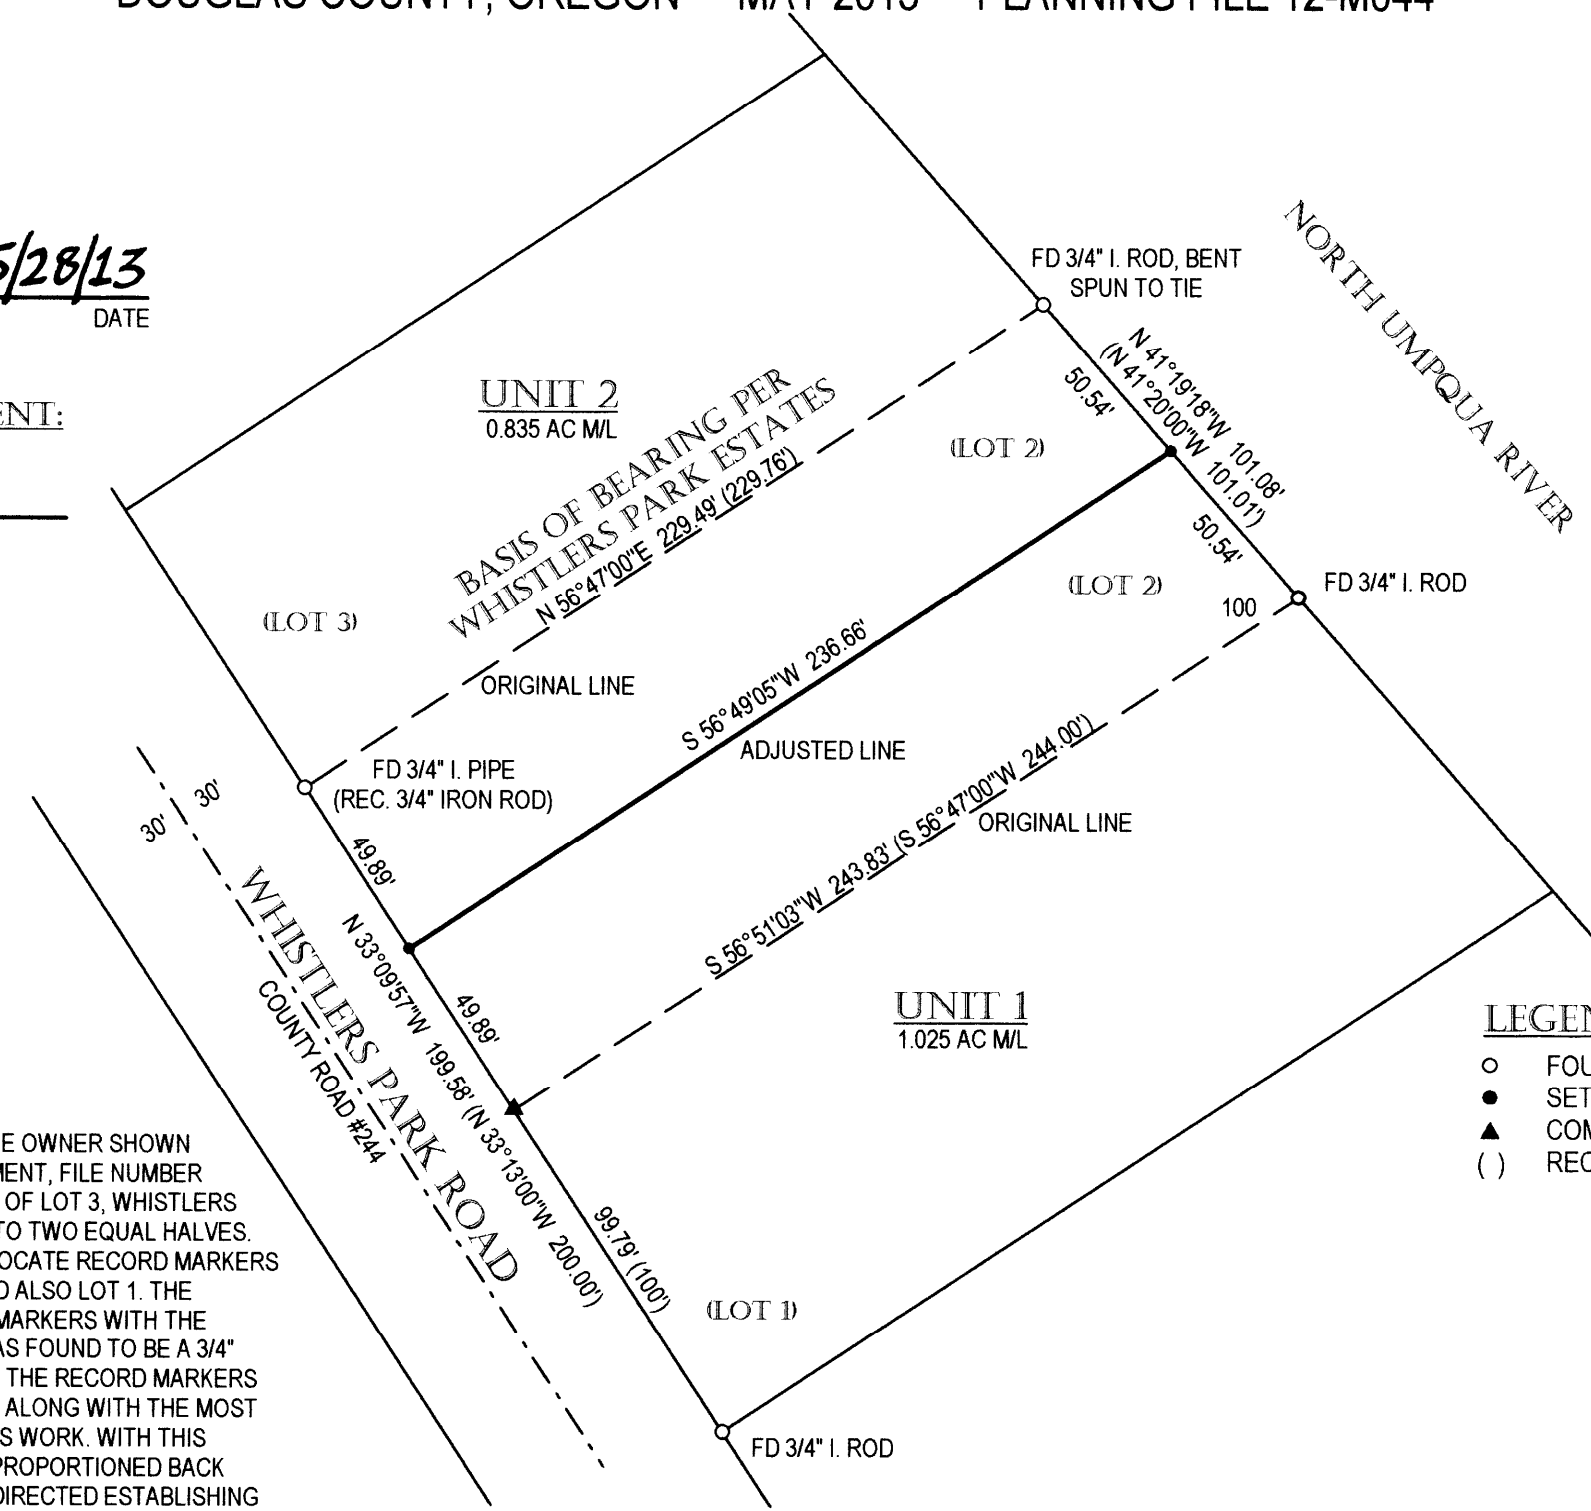 DOUGLAS COUNTY, OREGON MAY 2013 PLANNING FILE 12-M044
5/28/13
DATE
FD 3/4" I. ROD, BENT
SPUN TO TIE
NORTH UMPQUA RIVER
UNIT 2
0.835 AC M/L
BASIS OF BEARING PER
WHISTLERS PARK ESTATES
N 56°47'00"E 229.49' (229.76')
50.54'
N 41°19'18"W 101.08'
(N 41°20'00"W 101.01')
(LOT 2)
50.54'
(LOT 2)
100
FD 3/4" I. ROD
(LOT 3)
ORIGINAL LINE
S 56°49'05"W 236.66'
ADJUSTED LINE
FD 3/4" I. PIPE
(REC. 3/4" IRON ROD)
30'
30'
S 56°51'03"W 243.83' (S 56°47'00"W 244.00')
ORIGINAL LINE
49.89'
WHISTLERS PARK ROAD
COUNTY ROAD #244
N 33°09'57"W 199.58' (N 33°13'00"W 200.00')
49.89'
UNIT 1
1.025 AC M/L
99.79' (100')
(LOT 1)
FD 3/4" I. ROD
ENT:
LEGEN
FOU
SET
COM
( ) REC
E OWNER SHOWN
MENT, FILE NUMBER
OF LOT 3, WHISTLERS
TO TWO EQUAL HALVES.
OCATE RECORD MARKERS
D ALSO LOT 1. THE
MARKERS WITH THE
AS FOUND TO BE A 3/4"
THE RECORD MARKERS
ALONG WITH THE MOST
S WORK. WITH THIS
PROPORTIONED BACK
DIRECTED ESTABLISHING